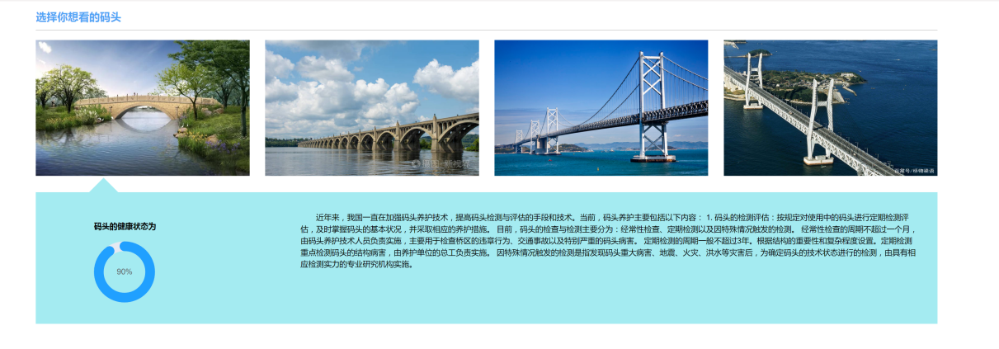 选择你想看的码头
百家号/桥物梁语
码头的健康状态为
90%
近年来，我国一直在加强码头养护技术，提高码头检测与评估的手段和技术。当前，码头养护主要包括以下内容： 1. 码头的检测评估：按规定对使用中的码头进行定期检测评
估，及时掌握码头的基本状况，并采取相应的养护措施。 目前，码头的检查与检测主要分为：经常性检查、定期检测以及因特殊情况触发的检测。 经常性检查的周期不超过一个月，
由码头养护技术人员负责实施，主要用于检查桥区的违章行为、交通事故以及特别严重的码头病害。 定期检测的周期一般不超过3年。根据结构的重要性和复杂程度设置。定期检测
重点检测码头的结构病害，由养护单位的总工负责实施。 因特殊情况触发的检测是指发现码头重大病害、地震、火灾、洪水等灾害后，为确定码头的技术状态进行的检测，由具有相
应检测实力的专业研究机构实施。